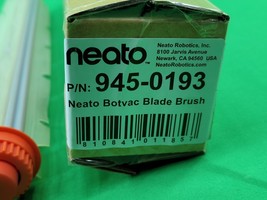 neato
Neato Robotics, Inc.
8100 Jarvis Avenue
Newark, CA 94560 USA
NeatoRobotics.com
P/N: 945-0193
Neato Botvac Blade Brush